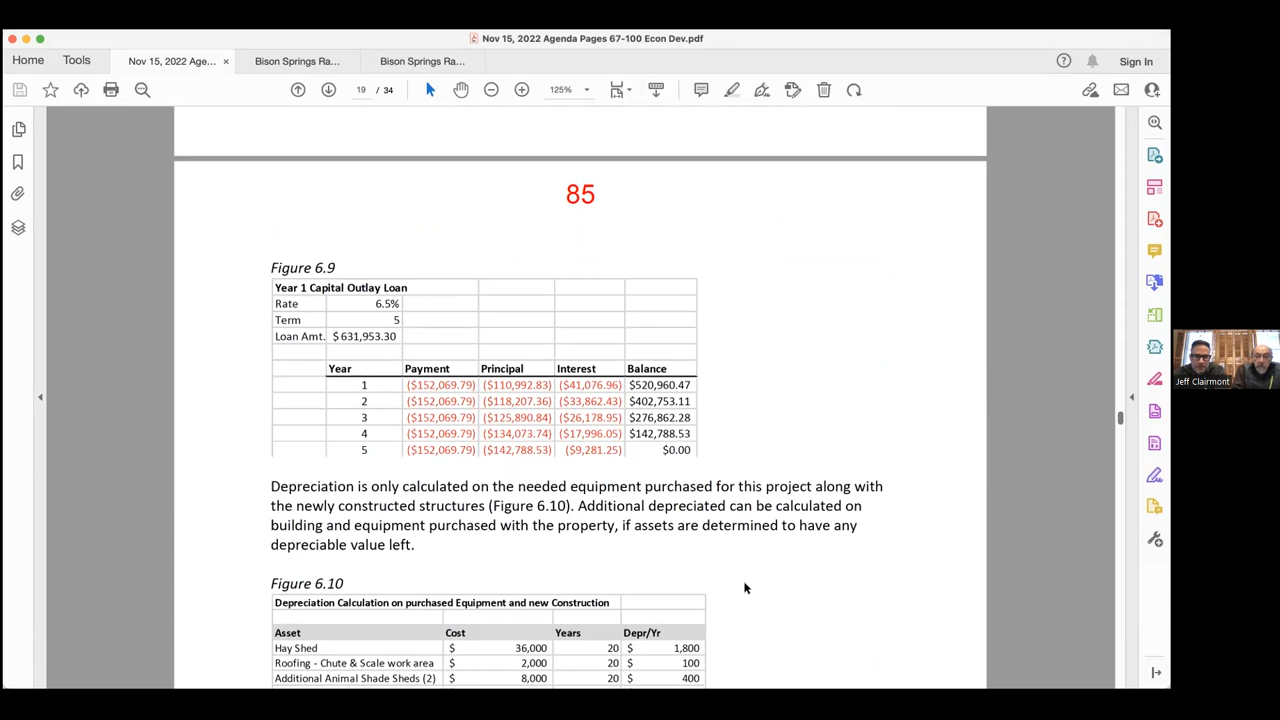 Nov 15, 2022 Agenda Pages 67-100 Econ Dev.pdf
Home Tools Nov 15, 2022 Age... × Bison Springs Ra... Bison Springs Ra... Sign In
19 / 34 125%
85
Figure 6.9
Year 1 Capital Outlay Loan
Rate 6.5%
Term 5
Loan Amt. $ 631,953.30
Year Payment Principal Interest Balance
1 ($152,069.79) ($110,992.83) ($41,076.96) $520,960.47
2 ($152,069.79) ($118,207.36) ($33,862.43) $402,753.11
3 ($152,069.79) ($125,890.84) ($26,178.95) $276,862.28
4 ($152,069.79) ($134,073.74) ($17,996.05) $142,788.53
5 ($152,069.79) ($142,788.53) ($9,281.25) $0.00
Depreciation is only calculated on the needed equipment purchased for this project along with
the newly constructed structures (Figure 6.10). Additional depreciated can be calculated on
building and equipment purchased with the property, if assets are determined to have any
depreciable value left.
Figure 6.10
Depreciation Calculation on purchased Equipment and new Construction
Asset Cost Years Depr/Yr
Hay Shed $ 36,000 20 $ 1,800
Roofing - Chute & Scale work area $ 2,000 20 $ 100
Additional Animal Shade Sheds (2) $ 8,000 20 $ 400
Jeff Clairmont